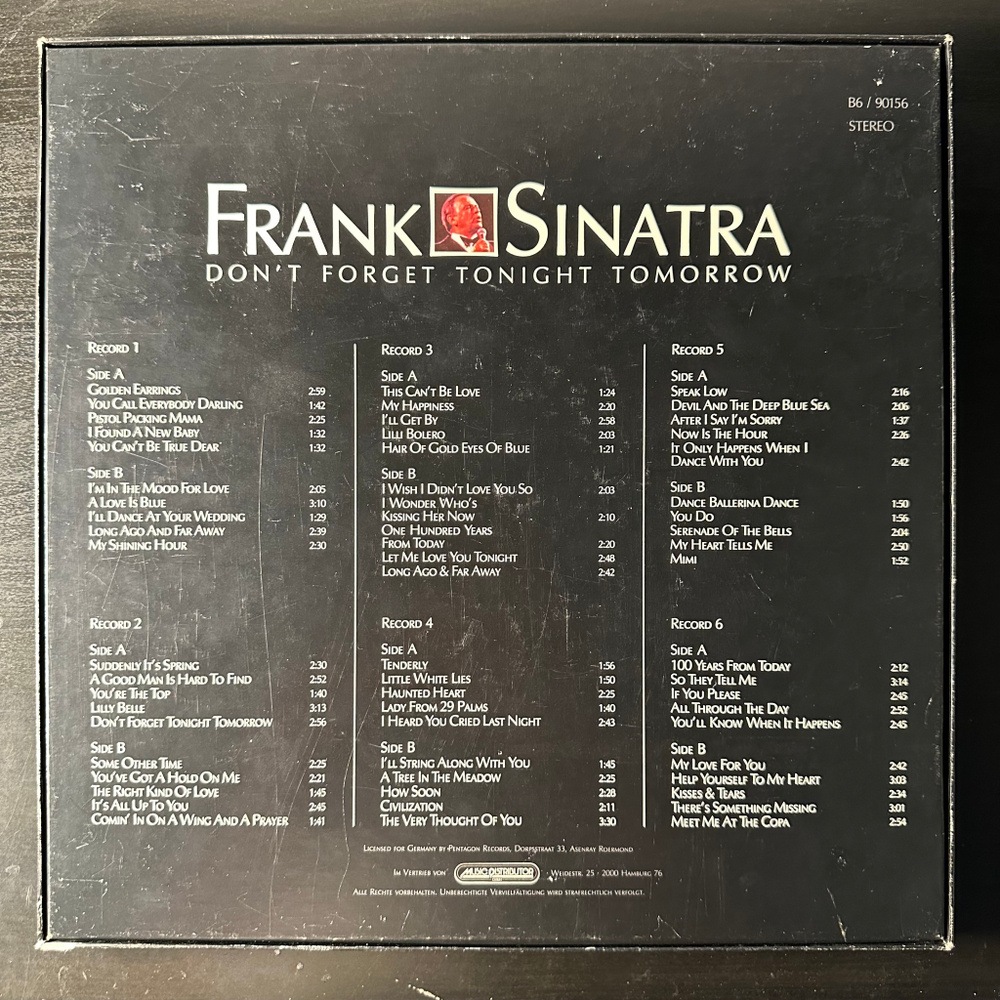 B6 / 90156
STEREO
FRANK SINATRA
DON'T FORGET TONIGHT TOMORROW
RECORD 1
SIDE A
GOLDEN EARRINGS 2:59
YOU CALL EVERYBODY DARLING 1:42
PISTOL PACKING MAMA 2:25
I FOUND A NEW BABY 1:32
YOU CAN'T BE TRUE DEAR 1:32
SIDE B
I'M IN THE MOOD FOR LOVE 2:05
A LOVE IS BLUE 3:10
I'LL DANCE AT YOUR WEDDING 1:29
LONG AGO AND FAR AWAY 2:39
MY SHINING HOUR 2:30
RECORD 2
SIDE A
SUDDENLY IT'S SPRING 2:30
A GOOD MAN IS HARD TO FIND 2:52
YOU'RE THE TOP 1:40
LILLY BELLE 3:13
DON'T FORGET TONIGHT TOMORROW 2:56
SIDE B
SOME OTHER TIME 2:25
YOU'VE GOT A HOLD ON ME 2:21
THE RIGHT KIND OF LOVE 1:45
IT'S ALL UP TO YOU 2:45
COMIN' IN ON A WING AND A PRAYER 1:41
RECORD 3
SIDE A
THIS CAN'T BE LOVE 1:24
MY HAPPINESS 2:20
I'LL GET BY 2:58
LILLI BOLERO 2:03
HAIR OF GOLD EYES OF BLUE 1:21
SIDE B
I WISH I DIDN'T LOVE YOU SO 2:03
I WONDER WHO'S
KISSING HER NOW 2:10
ONE HUNDRED YEARS
FROM TODAY 2:20
LET ME LOVE YOU TONIGHT 2:48
LONG AGO & FAR AWAY 2:42
RECORD 4
SIDE A
TENDERLY 1:56
LITTLE WHITE LIES 1:50
HAUNTED HEART 2:25
LADY FROM 29 PALMS 1:40
I HEARD YOU CRIED LAST NIGHT 2:43
SIDE B
I'LL STRING ALONG WITH YOU 1:45
A TREE IN THE MEADOW 2:25
HOW SOON 2:28
CIVILIZATION 2:11
THE VERY THOUGHT OF YOU 3:30
RECORD 5
SIDE A
SPEAK LOW 2:16
DEVIL AND THE DEEP BLUE SEA 2:06
AFTER I SAY I'M SORRY 1:37
NOW IS THE HOUR 2:26
IT ONLY HAPPENS WHEN I
DANCE WITH YOU 2:42
SIDE B
DANCE BALLERINA DANCE 1:50
YOU DO 1:56
SERENADE OF THE BELLS 2:04
MY HEART TELLS ME 2:50
MIMI 1:52
RECORD 6
SIDE A
100 YEARS FROM TODAY 2:12
SO THEY TELL ME 3:14
IF YOU PLEASE 2:45
ALL THROUGH THE DAY 2:52
YOU'LL KNOW WHEN IT HAPPENS 2:45
SIDE B
MY LOVE FOR YOU 2:42
HELP YOURSELF TO MY HEART 3:03
KISSES & TEARS 2:34
THERE'S SOMETHING MISSING 3:01
MEET ME AT THE COPA 2:54
LICENSED FOR GERMANY BY PENTAGON RECORDS, DORPSSTRAAT 33, ASENRAY ROERMOND
IM VERTRIEB VON MUSIC DISTRIBUTOR · WEIDESTR. 25 · 2000 HAMBURG 76
ALLE RECHTE VORBEHALTEN. UNBERECHTIGTE VERVIELFÄLTIGUNG WIRD STRAFRECHTLICH VERFOLGT.